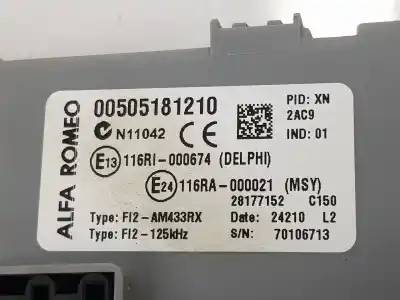 ALFA ROMEO
00505181210
PID: XN
2AC9
N11042 CE
IND: 01
E13 116RI-000674 (DELPHI)
E24 116RA-000021 (MSY)
28177152 C150
Type: FI2-AM433RX Date: 24210 L2
Type: FI2-125kHz S/N: 70106713